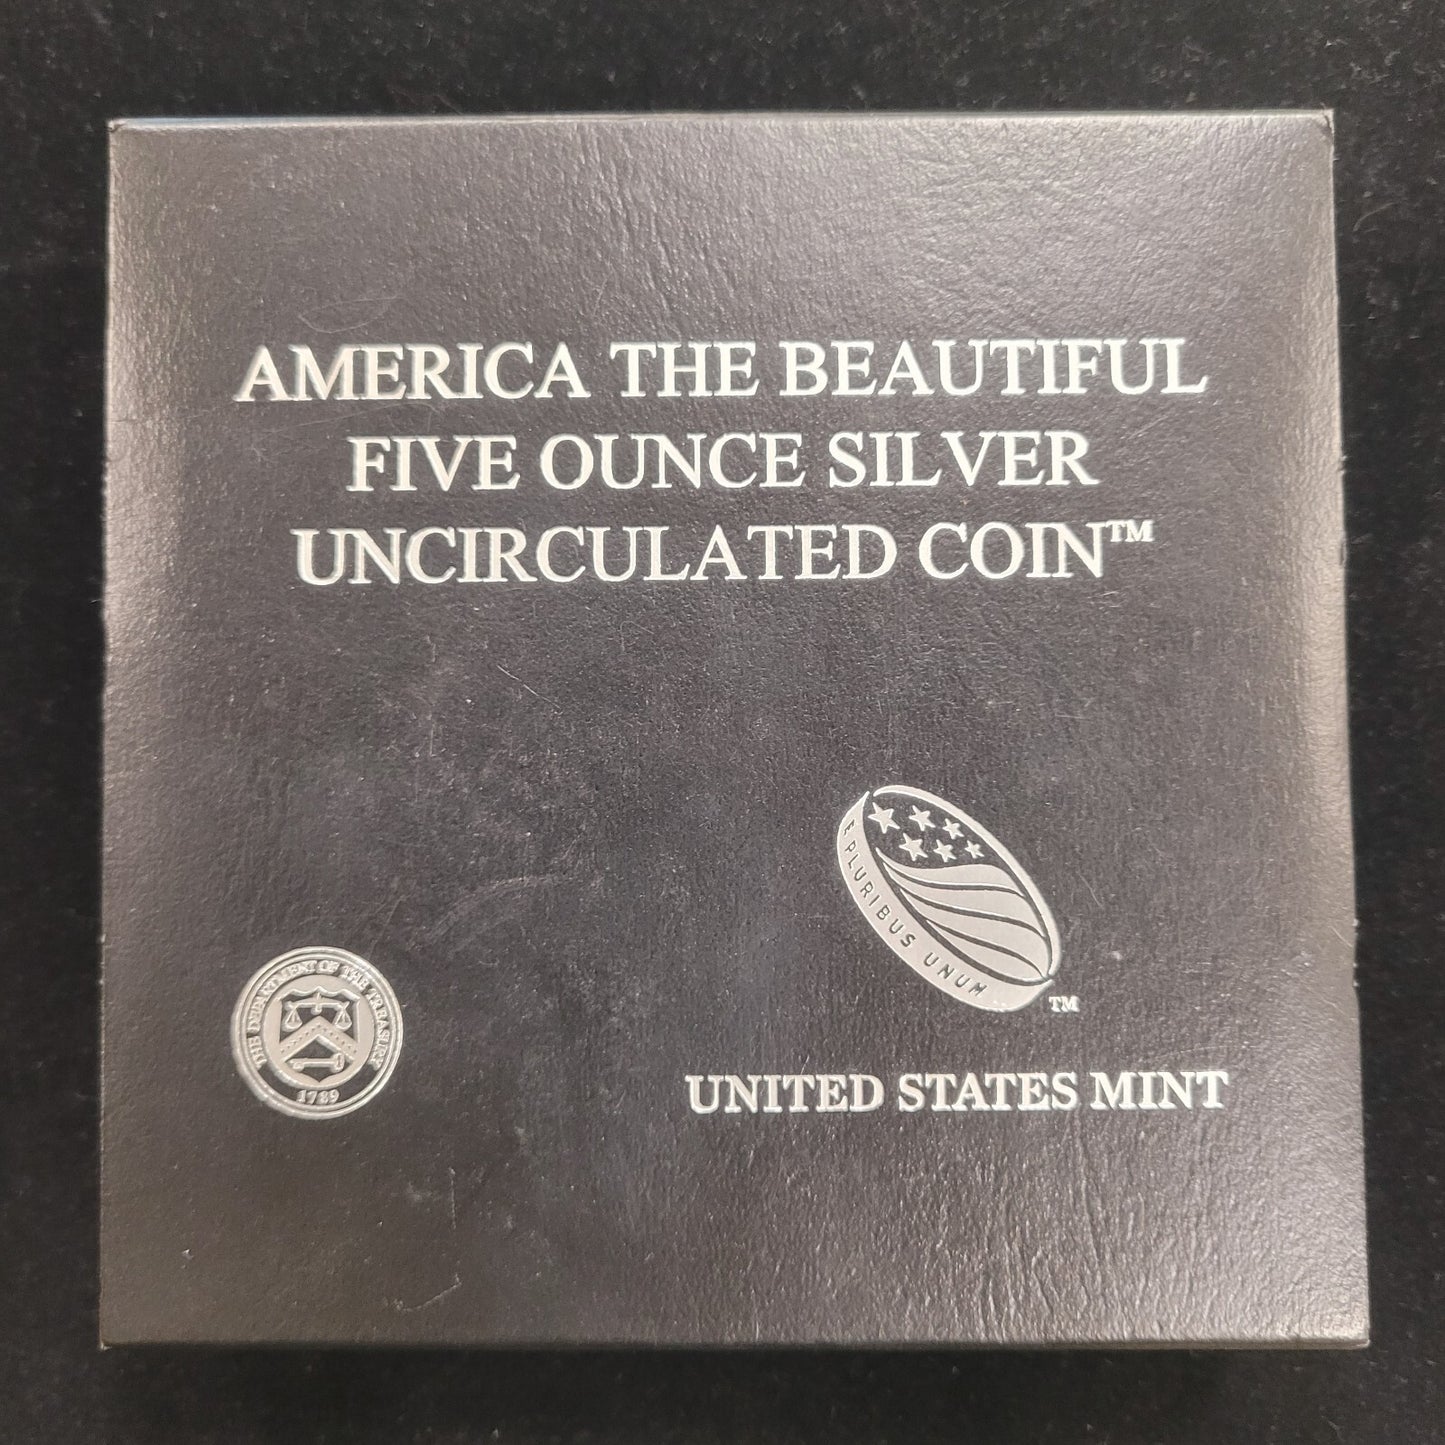 AMERICA THE BEAUTIFUL
FIVE OUNCE SILVER
UNCIRCULATED COIN™
E PLURIBUS UNUM
TM
THE DEPARTMENT OF THE TREASURY
1789
UNITED STATES MINT